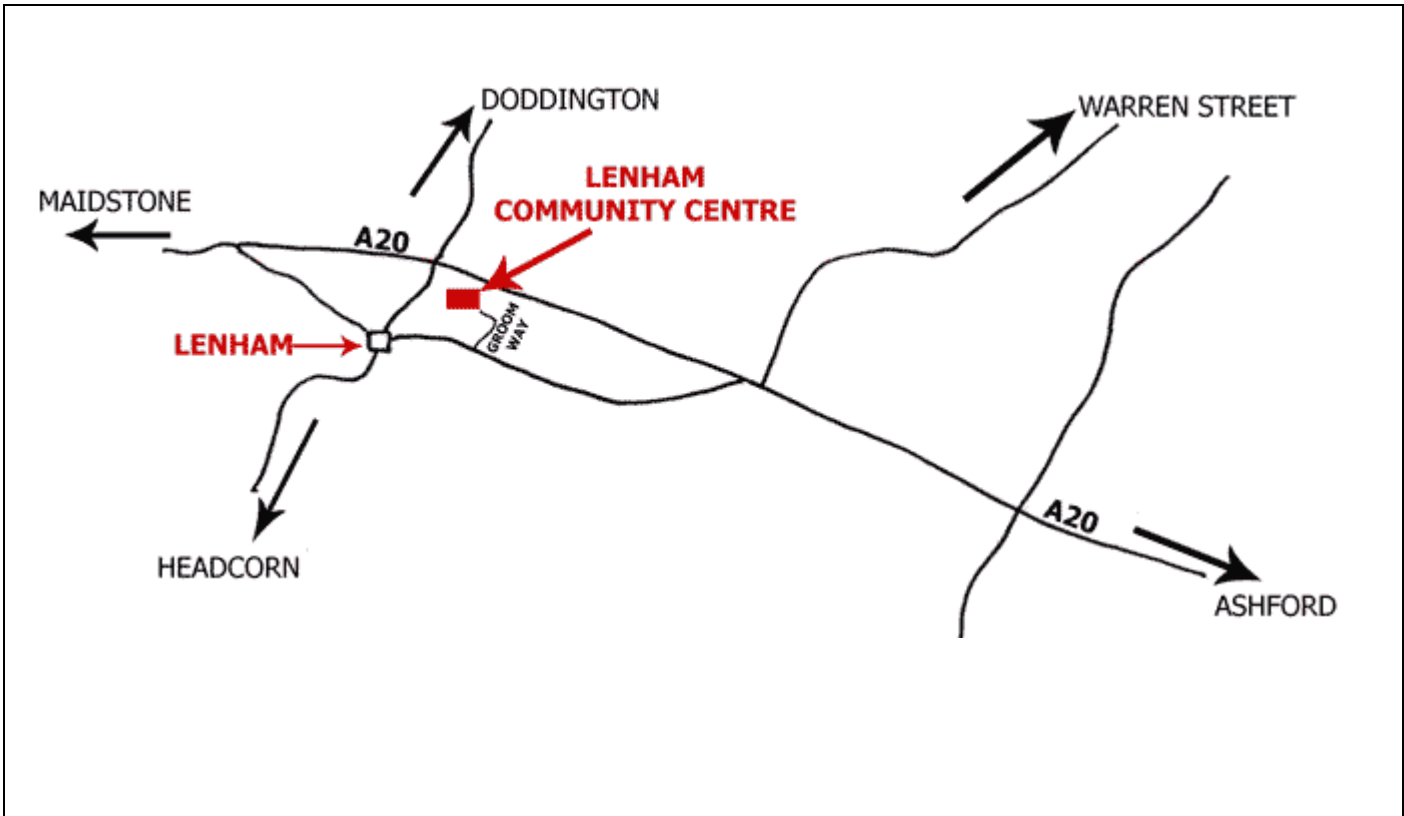 DODDINGTON
WARREN STREET
LENHAM
COMMUNITY CENTRE
MAIDSTONE
A20
GROOM
WAY
LENHAM
A20
HEADCORN
ASHFORD